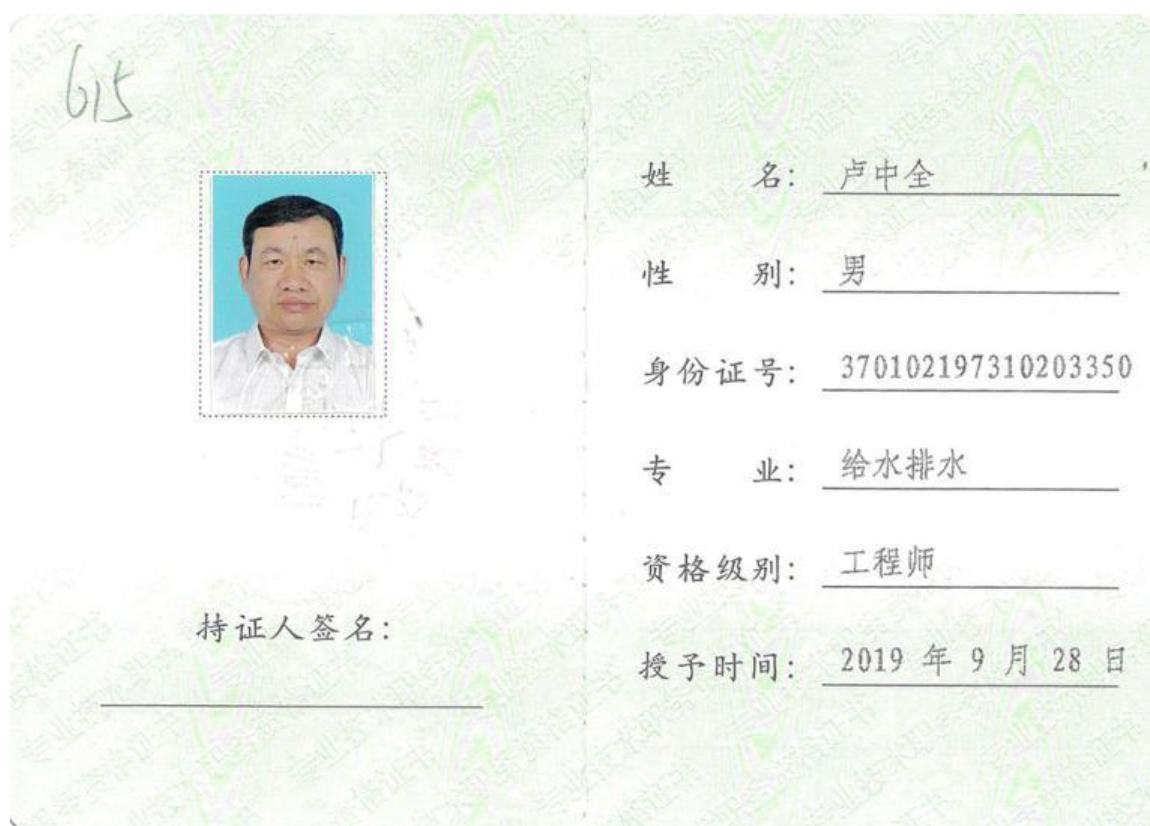 615
姓 名： 卢中全
性 别： 男
身份证号： 370102197310203350
专 业： 给水排水
资格级别： 工程师
授予时间： 2019 年 9 月 28 日
持证人签名：